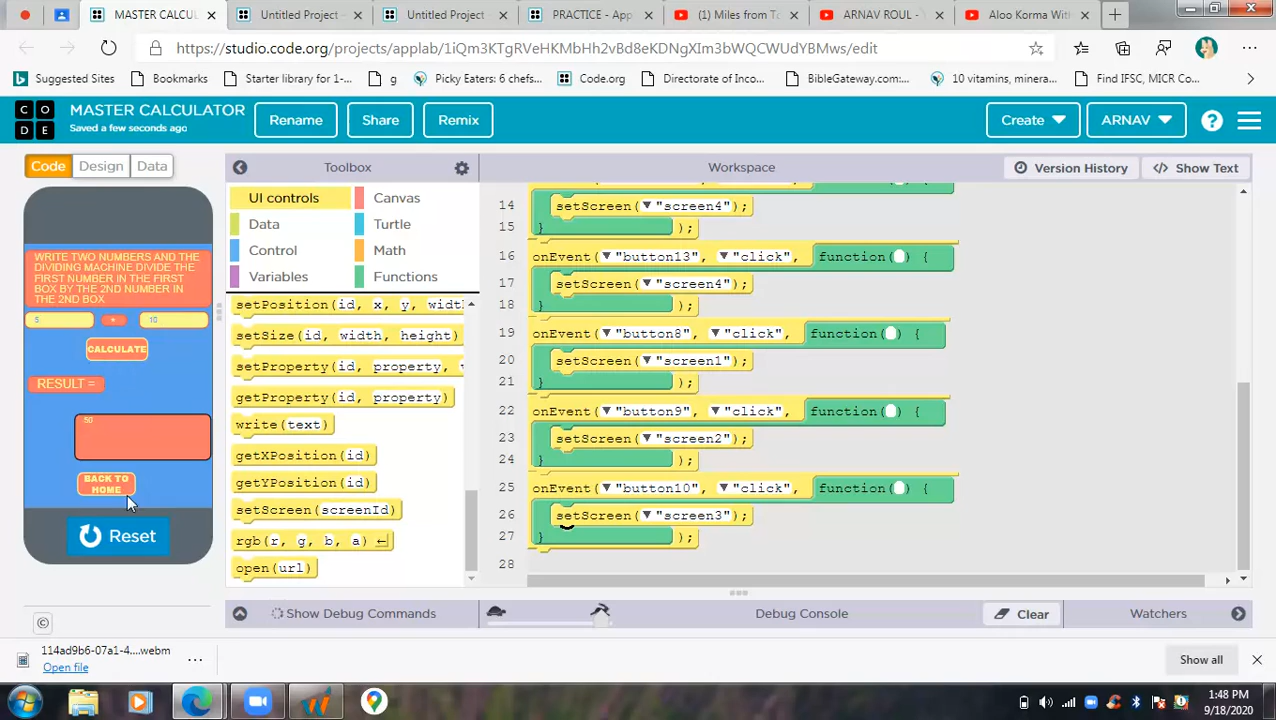 MASTER CALCUL
Untitled Project -
Untitled Project
PRACTICE - App
(1) Miles from To
ARNAV ROUL -
Aloo Korma With
https://studio.code.org/projects/applab/1iQm3KTgRVeHKMbHh2vBd8eKDNgXIm3bWQCWUdYBMws/edit
Suggested Sites
Bookmarks
Starter library for 1-...
g
Picky Eaters: 6 chefs...
Code.org
Directorate of Inco...
BibleGateway.com:...
10 vitamins, minera...
Find IFSC, MICR Co...
C O
D E
MASTER CALCULATOR
Saved a few seconds ago
Rename
Share
Remix
Create
ARNAV
?
Code
Design
Data
Toolbox
Workspace
Version History
</> Show Text
WRITE TWO NUMBERS AND THE
DIVIDING MACHINE DIVIDE THE
FIRST NUMBER IN THE FIRST
BOX BY THE 2ND NUMBER IN
THE 2ND BOX
5
10
CALCULATE
RESULT =
50
BACK TO
HOME
Reset
UI controls
Canvas
Data
Turtle
Control
Math
Variables
Functions
setPosition(id, x, y, width
setSize(id, width, height)
setProperty(id, property,
getProperty(id, property)
write(text)
getXPosition(id)
getYPosition(id)
setScreen(screenId)
rgb(r, g, b, a)
open(url)
14 setScreen("screen4");
15 } );
16 onEvent("button13", "click", function() {
17 setScreen("screen4");
18 } );
19 onEvent("button8", "click", function() {
20 setScreen("screen1");
21 } );
22 onEvent("button9", "click", function() {
23 setScreen("screen2");
24 } );
25 onEvent("button10", "click", function() {
26 setScreen("screen3");
27 } );
28
©
Show Debug Commands
Debug Console
Clear
Watchers
114ad9b6-07a1-4....webm
Open file
Show all
1:48 PM
9/18/2020